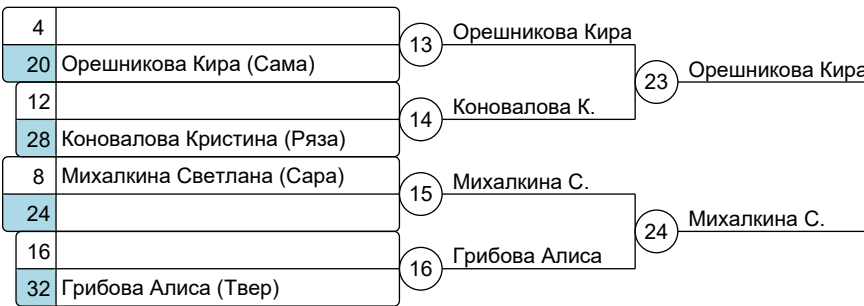 4
20 Орешникова Кира (Сама)
12
28 Коновалова Кристина (Ряза)
8 Михалкина Светлана (Сара)
24
16
32 Грибова Алиса (Твер)
13 Орешникова Кира
14 Коновалова К.
15 Михалкина С.
16 Грибова Алиса
23 Орешникова Кира
24 Михалкина С.